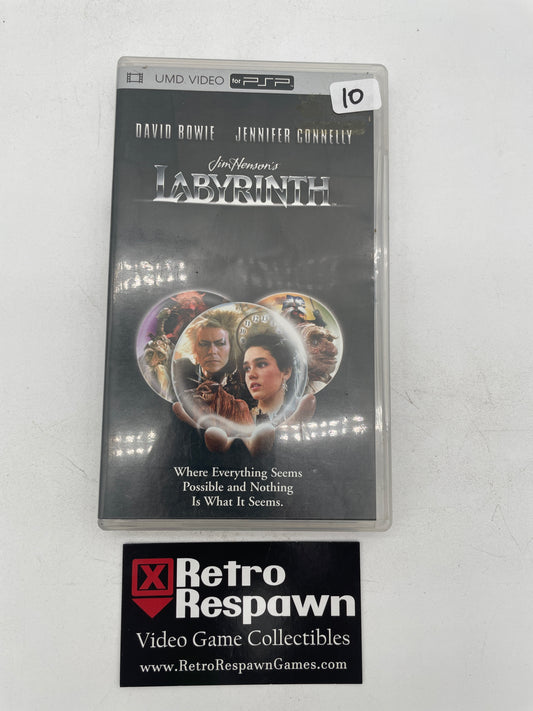 UMD VIDEO for PSP
10
DAVID BOWIE JENNIFER CONNELLY
Jim Henson's
LABYRINTH
Where Everything Seems
Possible and Nothing
Is What It Seems.
X Retro
Respawn
Video Game Collectibles
www.RetroRespawnGames.com